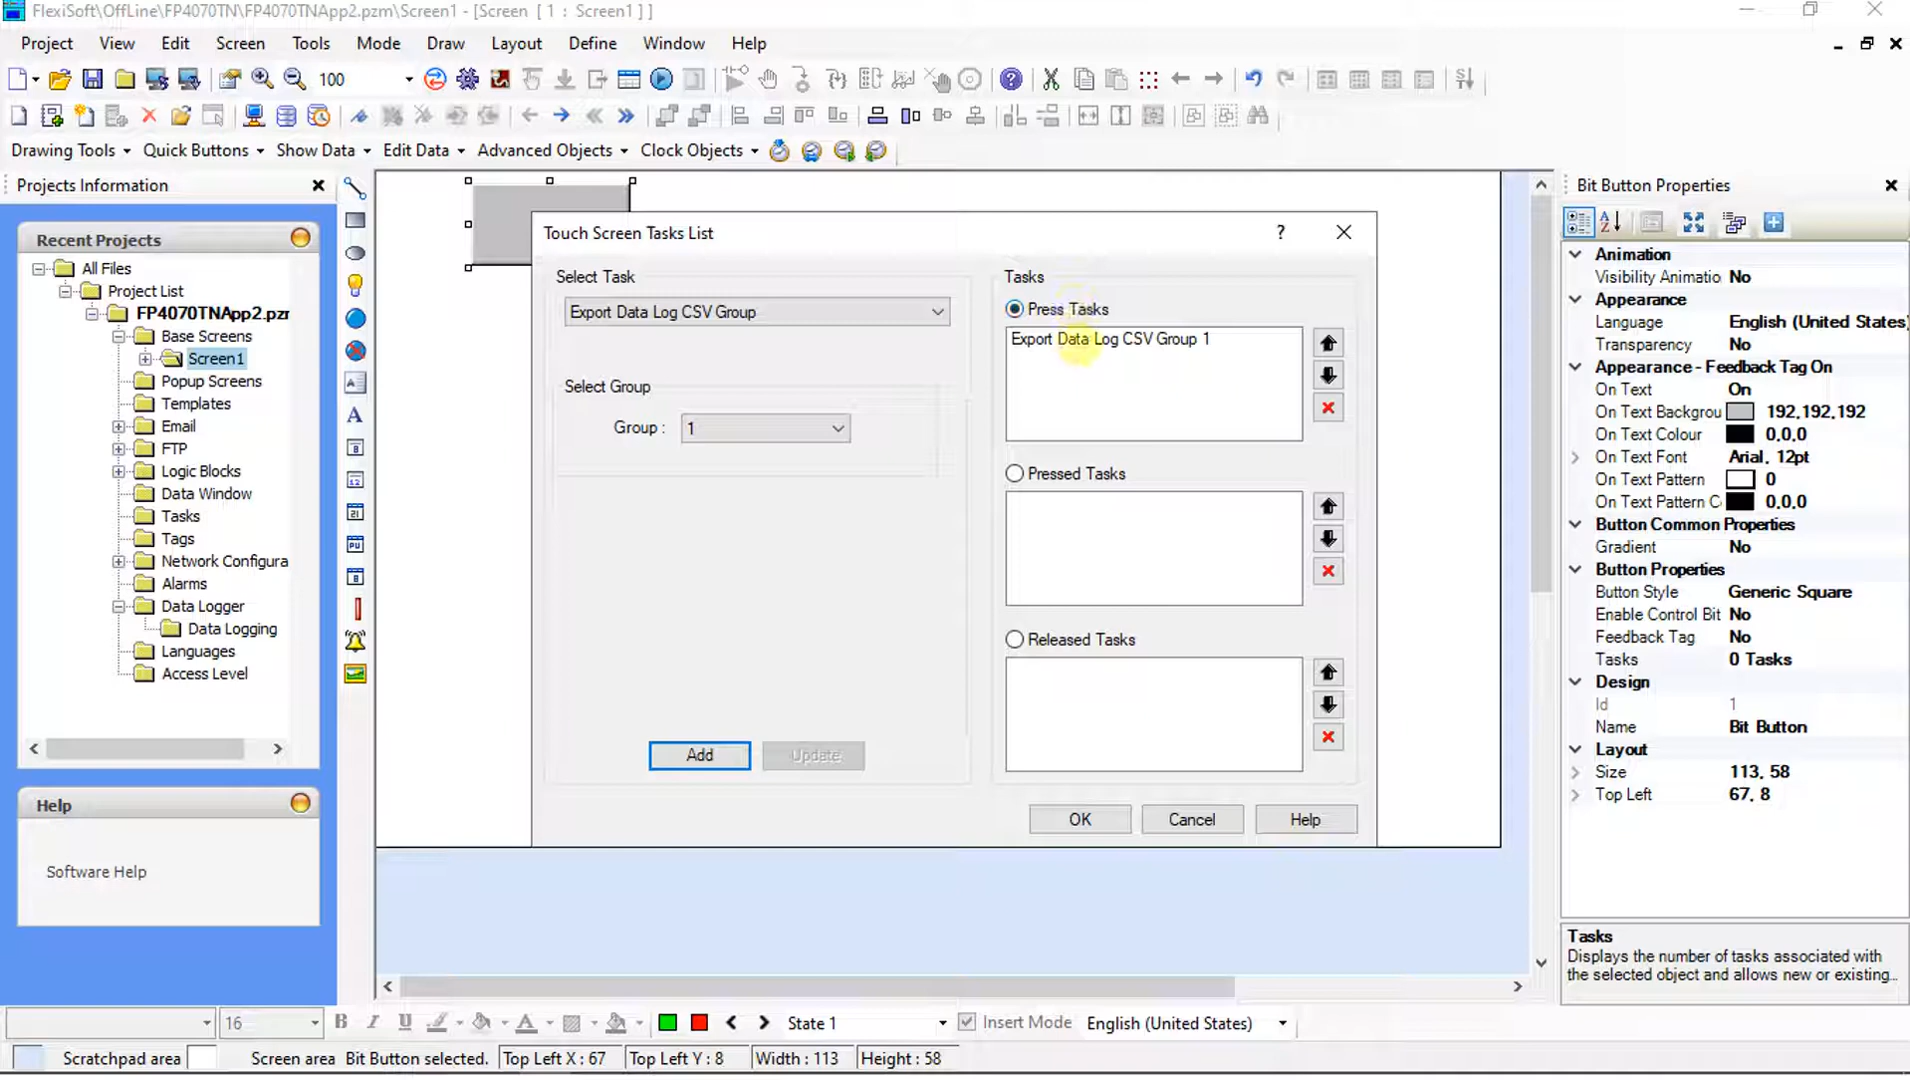 FlexiSoft\OffLine\FP4070TN\FP4070TNApp2.pzm\Screen1 - [Screen [ 1 : Screen1 ] ]
Project View Edit Screen Tools Mode Draw Layout Define Window Help
100
Drawing Tools Quick Buttons Show Data Edit Data Advanced Objects Clock Objects
Projects Information
Recent Projects
All Files
Project List
FP4070TNApp2.pzr
Base Screens
Screen1
Popup Screens
Templates
Email
FTP
Logic Blocks
Data Window
Tasks
Tags
Network Configura
Alarms
Data Logger
Data Logging
Languages
Access Level
Help
Software Help
Touch Screen Tasks List
Select Task
Export Data Log CSV Group
Select Group
Group : 1
Add Update
Tasks
Press Tasks
Export Data Log CSV Group 1
Pressed Tasks
Released Tasks
OK Cancel Help
Bit Button Properties
Animation
Visibility Animatio No
Appearance
Language English (United States)
Transparency No
Appearance - Feedback Tag On
On Text On
On Text Backgrou 192,192,192
On Text Colour 0,0,0
On Text Font Arial, 12pt
On Text Pattern 0
On Text Pattern C 0,0,0
Button Common Properties
Gradient No
Button Properties
Button Style Generic Square
Enable Control Bit No
Feedback Tag No
Tasks 0 Tasks
Design
Id 1
Name Bit Button
Layout
Size 113, 58
Top Left 67, 8
Tasks
Displays the number of tasks associated with
the selected object and allows new or existing...
16 B I U A State 1 Insert Mode English (United States)
Scratchpad area Screen area Bit Button selected. Top Left X : 67 Top Left Y : 8 Width : 113 Height : 58